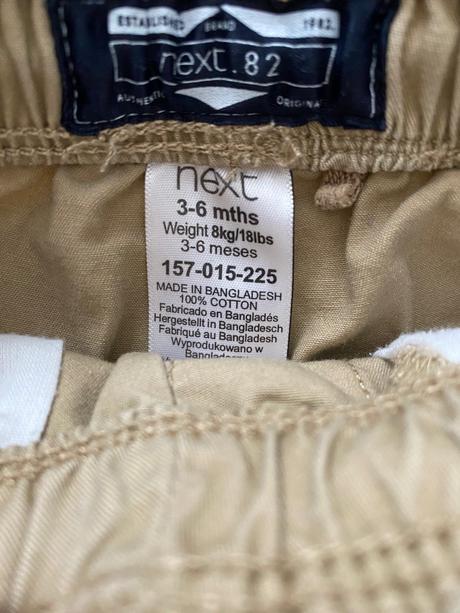 ESTABLISHED BRAND 1982.
next.82
AUTHENTIC ORIGINAL
next
3-6 mths
Weight 8kg/18lbs
3-6 meses
157-015-225
MADE IN BANGLADESH
100% COTTON
Fabricado en Bangladés
Hergestellt in Bangladesch
Fabriqué au Bangladesh
Wyprodukowano w
Bangladeszu